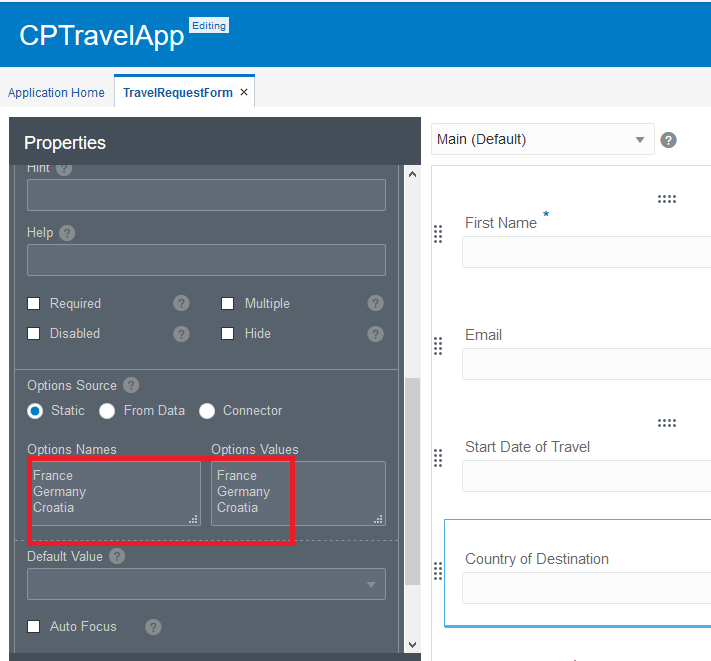 CPTravelApp Editing
Application Home TravelRequestForm ×
Properties
Main (Default) ?
Hint ?
Help ?
Required ? Multiple ?
Disabled ? Hide ?
Options Source ?
Static From Data Connector
Options Names Options Values
France France
Germany Germany
Croatia Croatia
Default Value ?
Auto Focus ?
First Name *
Email
Start Date of Travel
Country of Destination